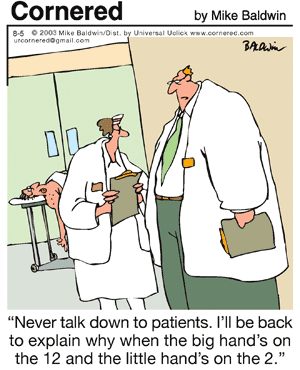 Cornered
by Mike Baldwin
8-5 © 2003 Mike Baldwin/Dist. by Universal Uclick www.cornered.com
urcornered@gmail.com
BALDWIN
“Never talk down to patients. I’ll be back
to explain why when the big hand’s on
the 12 and the little hand’s on the 2.”